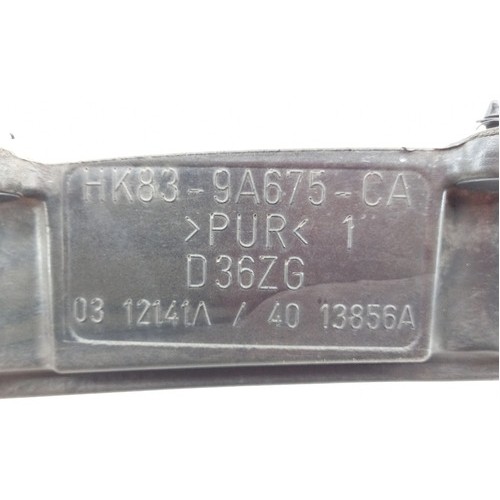 HK83-9A675-CA
>PUR< 1
D36ZG
03 12141A / 40 13856A